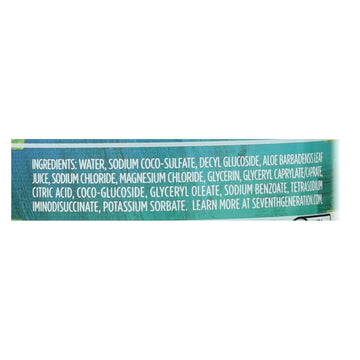 INGREDIENTS: WATER, SODIUM COCO-SULFATE, DECYL GLUCOSIDE, ALOE BARBADENSIS LEAF
JUICE, SODIUM CHLORIDE, MAGNESIUM CHLORIDE, GLYCERIN, GLYCERYL CAPRYLATE/CAPRATE,
CITRIC ACID, COCO-GLUCOSIDE, GLYCERYL OLEATE, SODIUM BENZOATE, TETRASODIUM
IMINODISUCCINATE, POTASSIUM SORBATE. LEARN MORE AT SEVENTHGENERATION.COM.